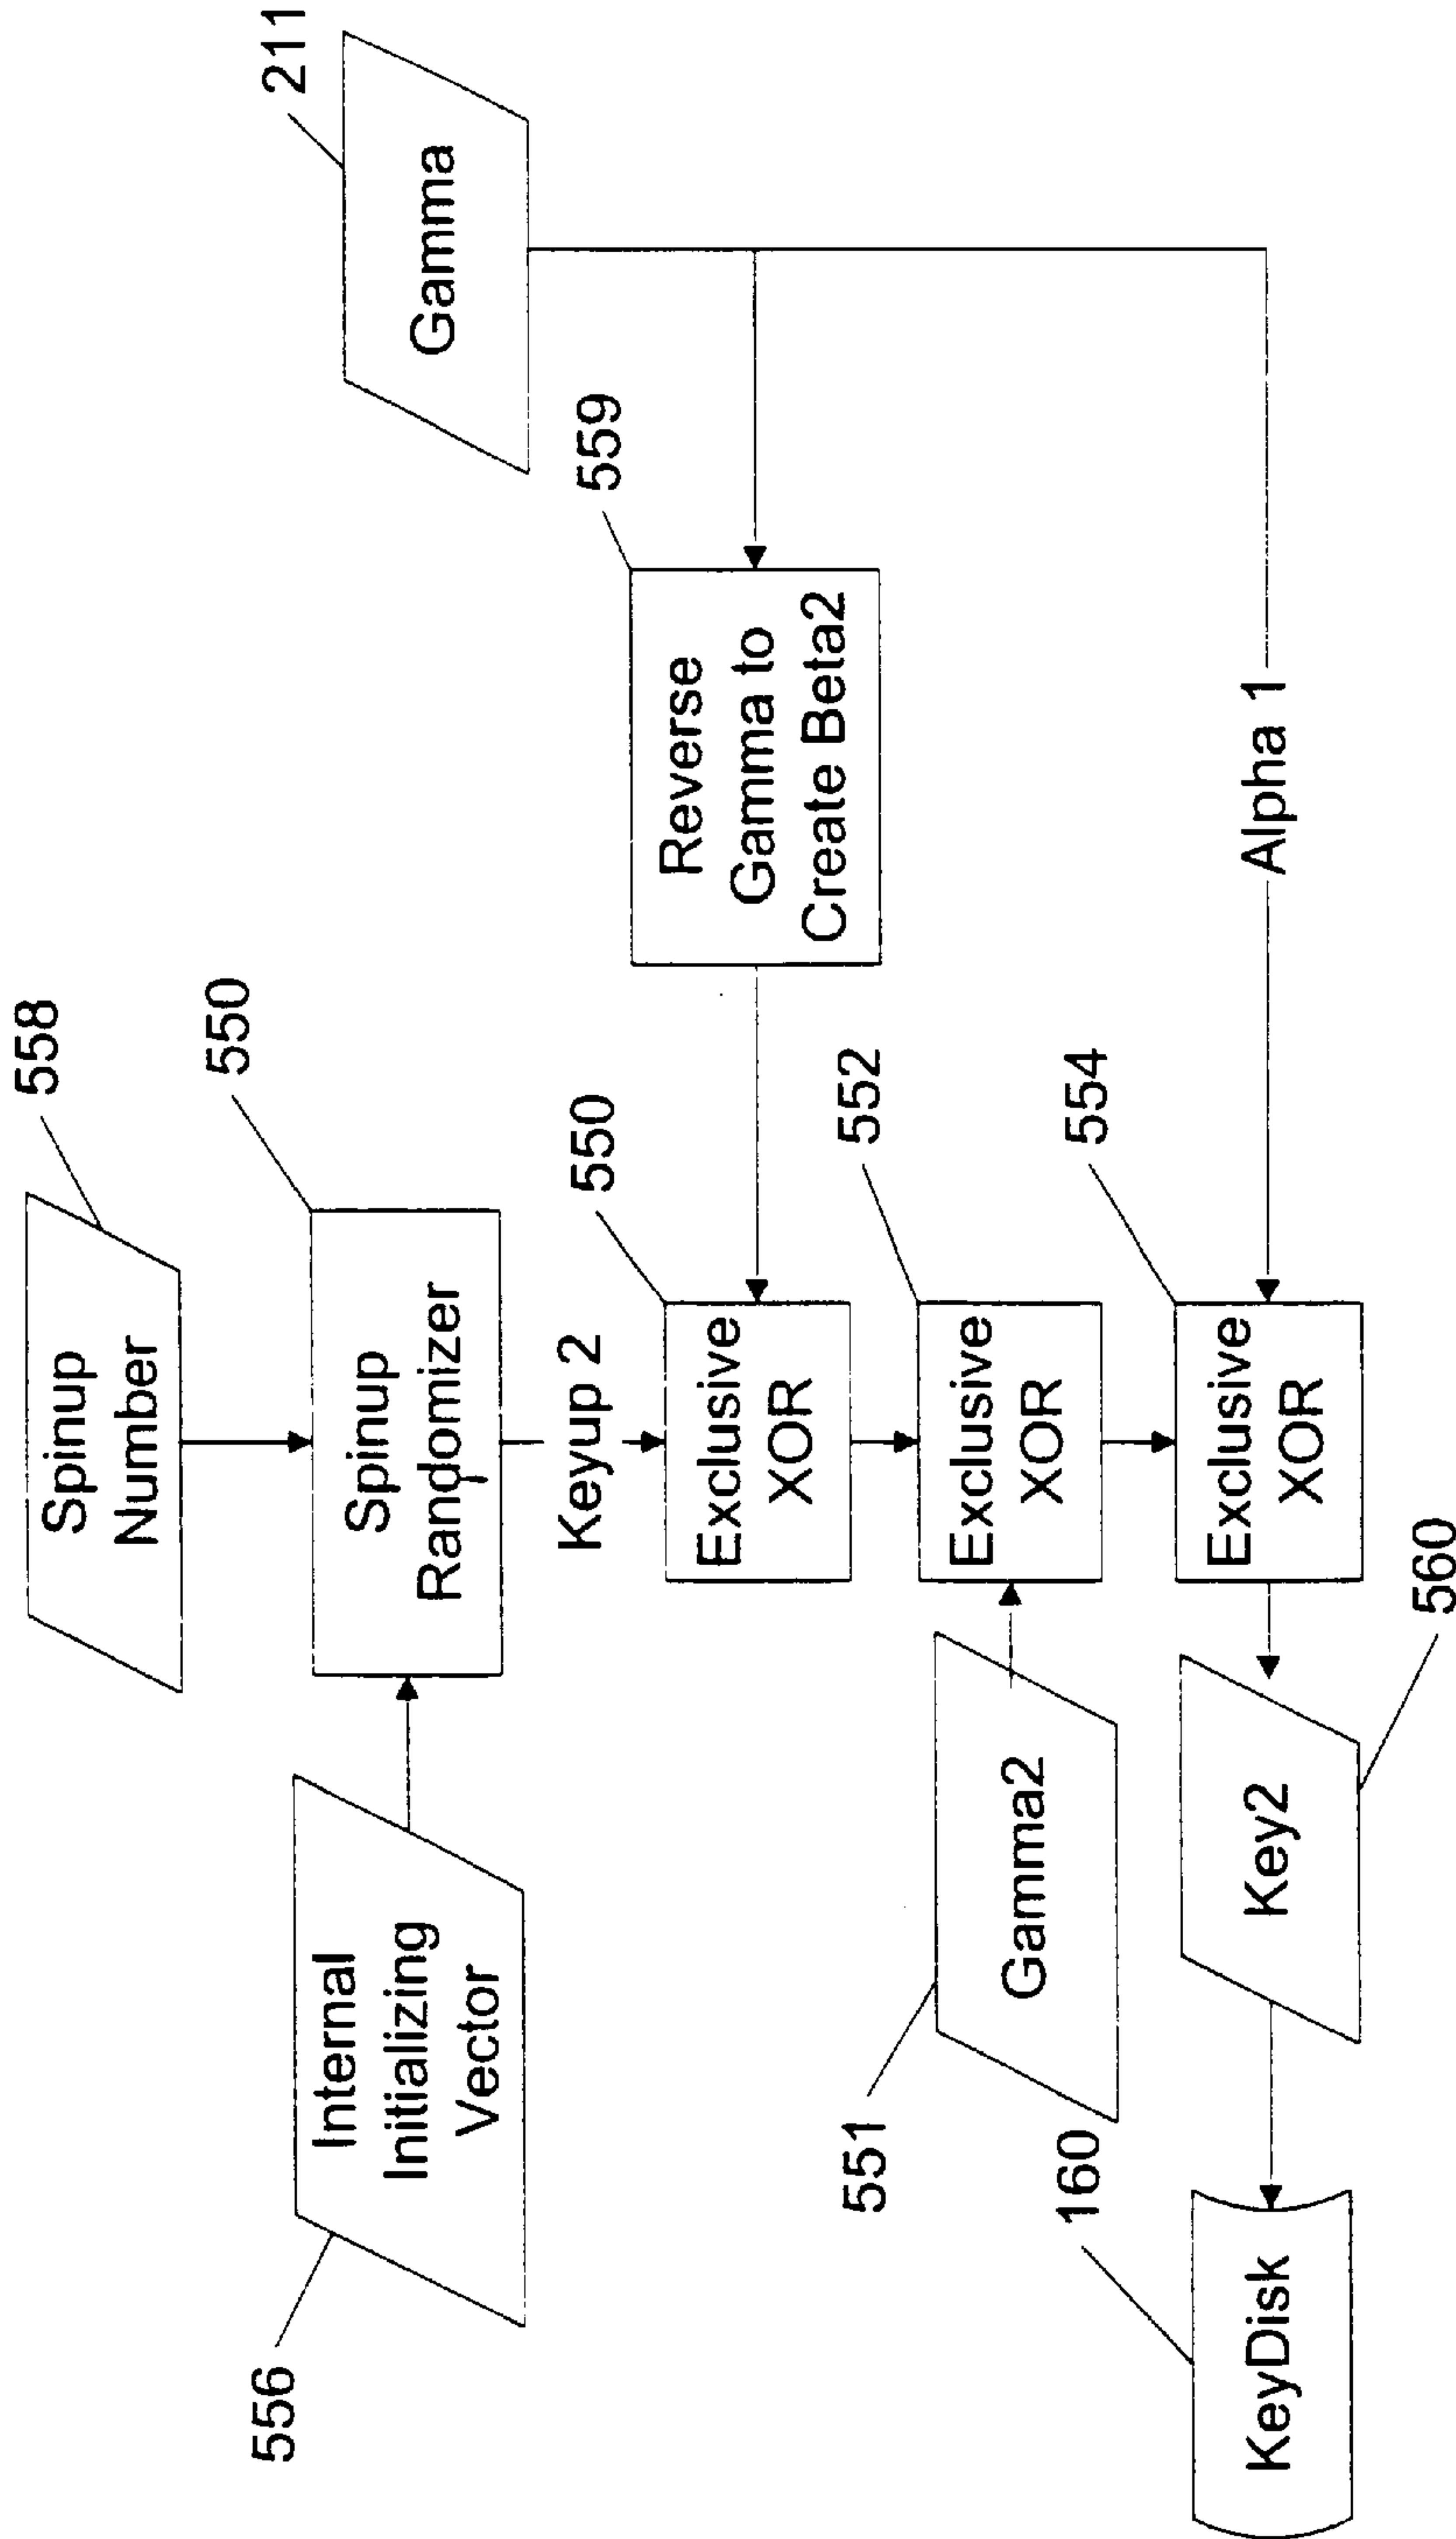 558
Spinup
Number
550
Spinup
Randomizer
556
Internal
Initializing
Vector
Keyup 2
211
Gamma
559
Reverse
Gamma to
Create Beta2
550
Exclusive
XOR
552
Exclusive
XOR
551
Gamma2
554
Exclusive
XOR
Alpha 1
560
Key2
160
KeyDisk